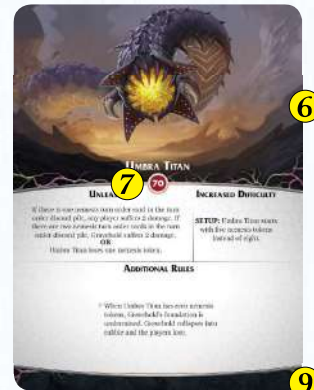 6
UMBRA TITAN
7
70
UNLEA
INCREASED DIFFICULTY
If there is one nemesis turn order card in the turn
order discard pile, any player suffers 2 damage. If
there are two nemesis turn order cards in the turn
order discard pile, Gravehold suffers 2 damage.
OR
Umbra Titan loses one nemesis token.
SETUP: Umbra Titan starts
with five nemesis tokens
instead of eight.
ADDITIONAL RULES
When Umbra Titan has zero nemesis
tokens, Gravehold's foundation is
undermined. Gravehold collapses into
rubble and the players lose.
9